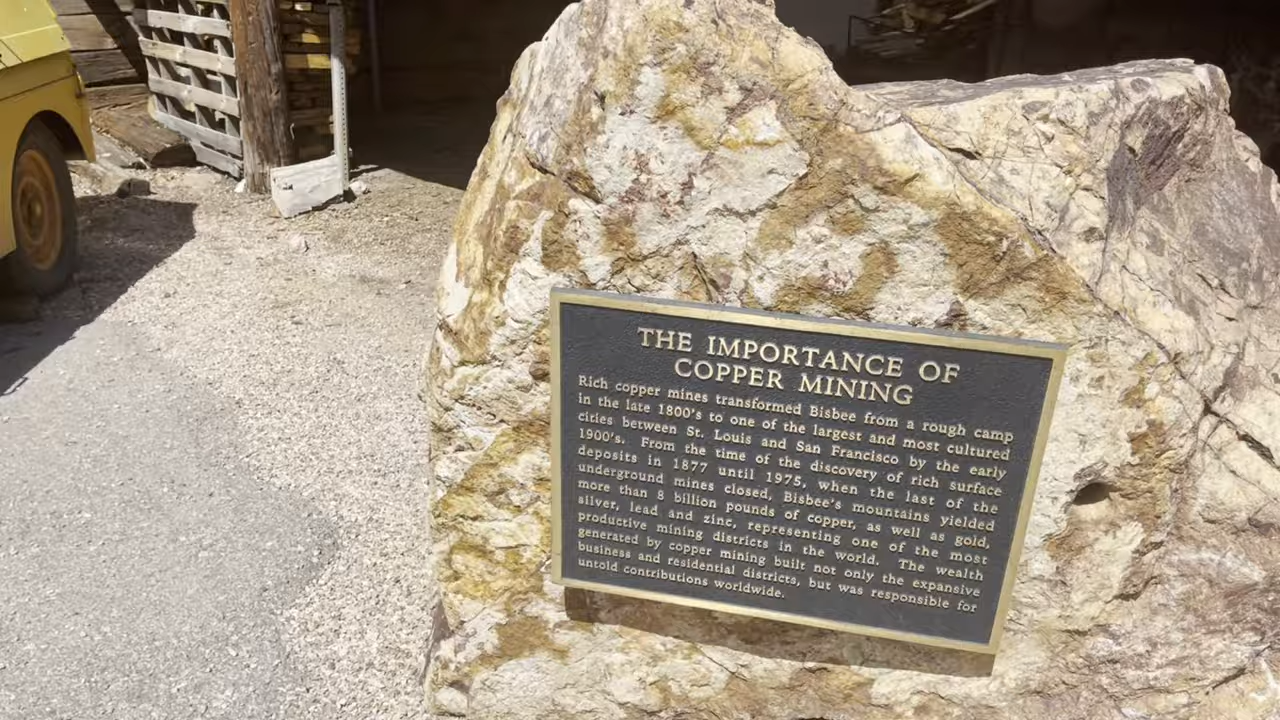 THE IMPORTANCE OF
COPPER MINING
Rich copper mines transformed Bisbee from a rough camp
in the late 1800's to one of the largest and most cultured
cities between St. Louis and San Francisco by the early
1900's. From the time of the discovery of rich surface
deposits in 1877 until 1975, when the last of the
underground mines closed, Bisbee's mountains yielded
more than 8 billion pounds of copper, as well as gold,
silver, lead and zinc, representing one of the most
productive mining districts in the world. The wealth
generated by copper mining built not only the expansive
business and residential districts, but was responsible for
untold contributions worldwide.